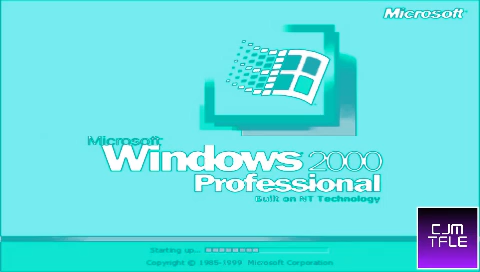 Microsoft
Microsoft
Windows 2000
Professional
Built on NT Technology
Starting up...
Copyright © 1985-1999 Microsoft Corporation
CJM
TFLE